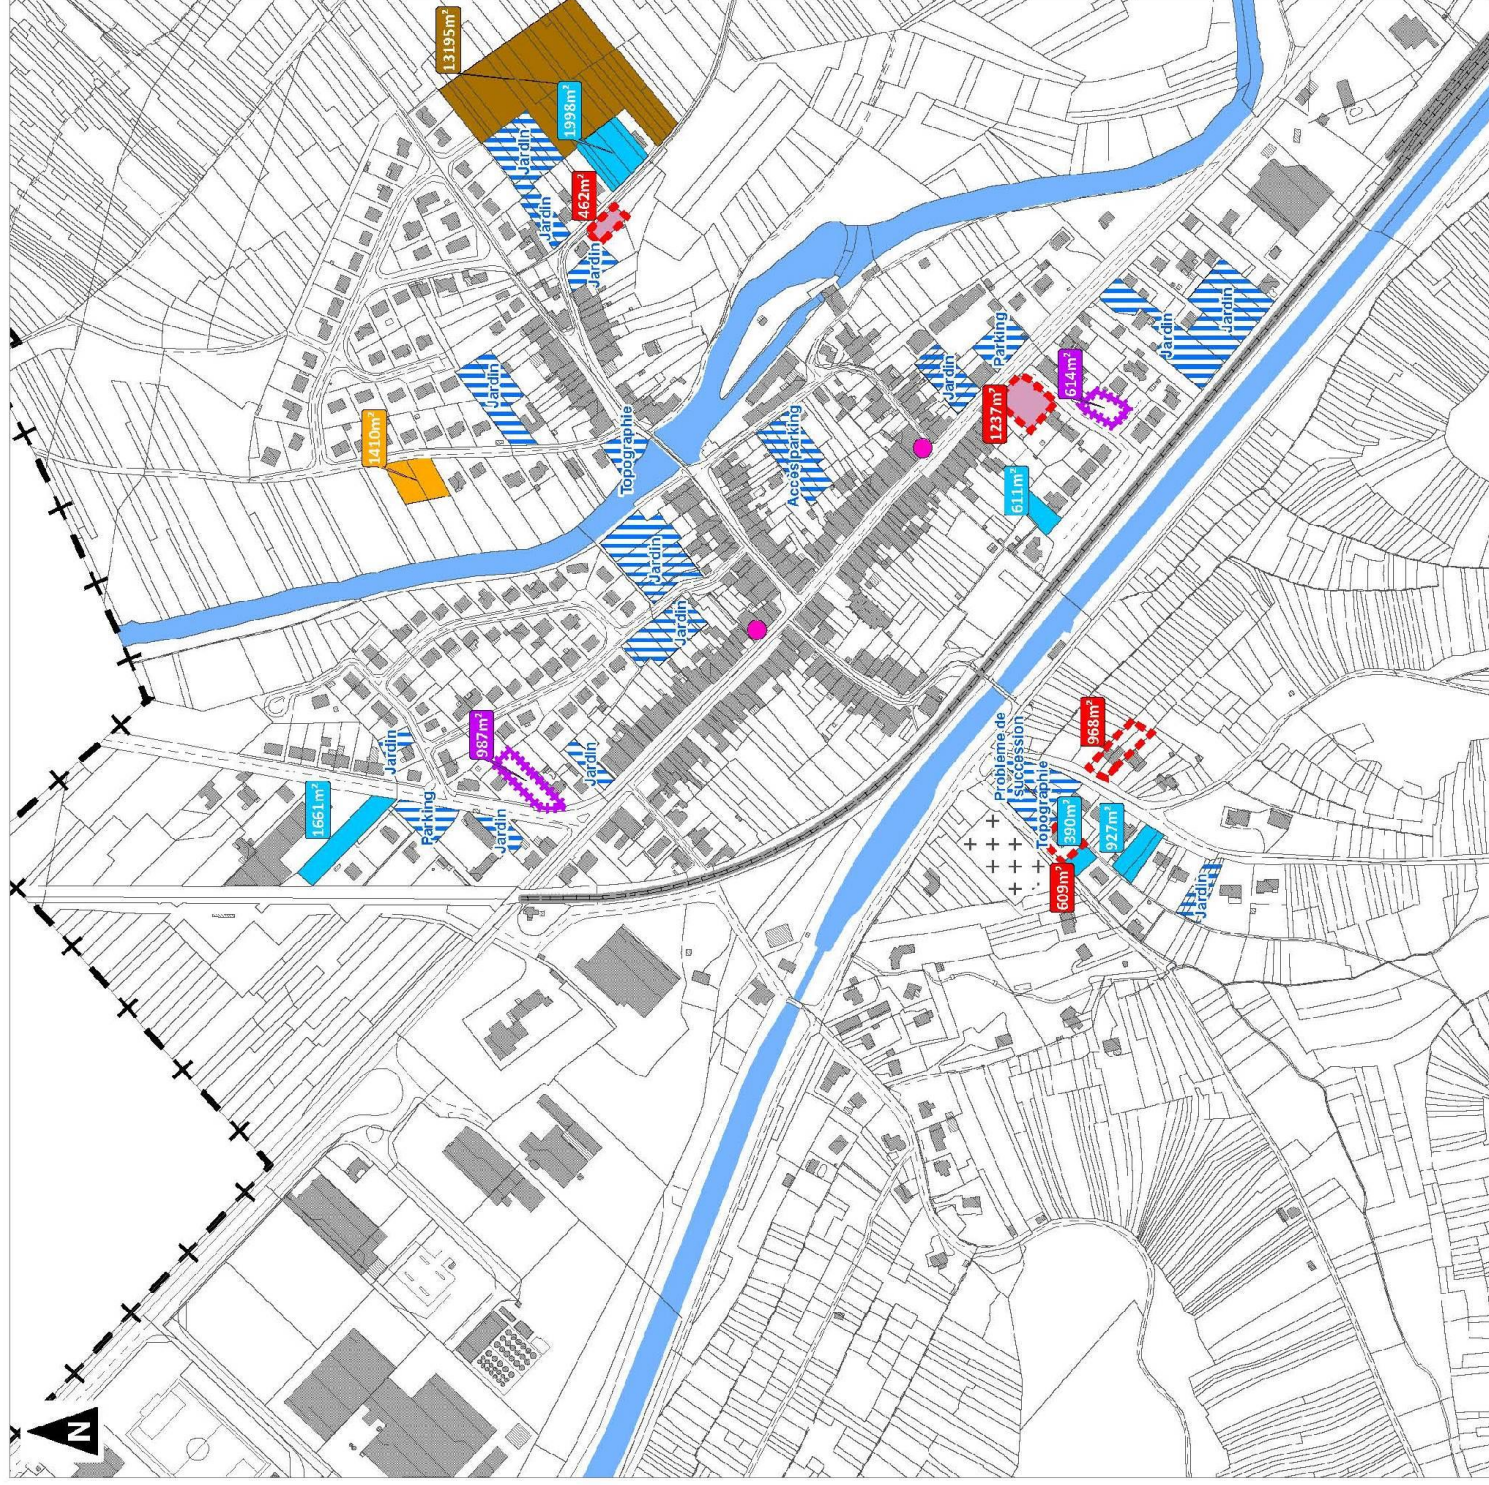 13195m²
1998m²
Jardin
462m²
Jardin
Jardin
1410m²
Jardin
Topographie
Parking
Jardin
1237m²
614m²
Jardin
Jardin
Accès parking
611m²
Jardin
Jardin
987m²
Jardin
Jardin
1661m²
Parking
Jardin
Problème de
succession
968m²
Topographie
390m²
927m²
609m²
Jardin
N